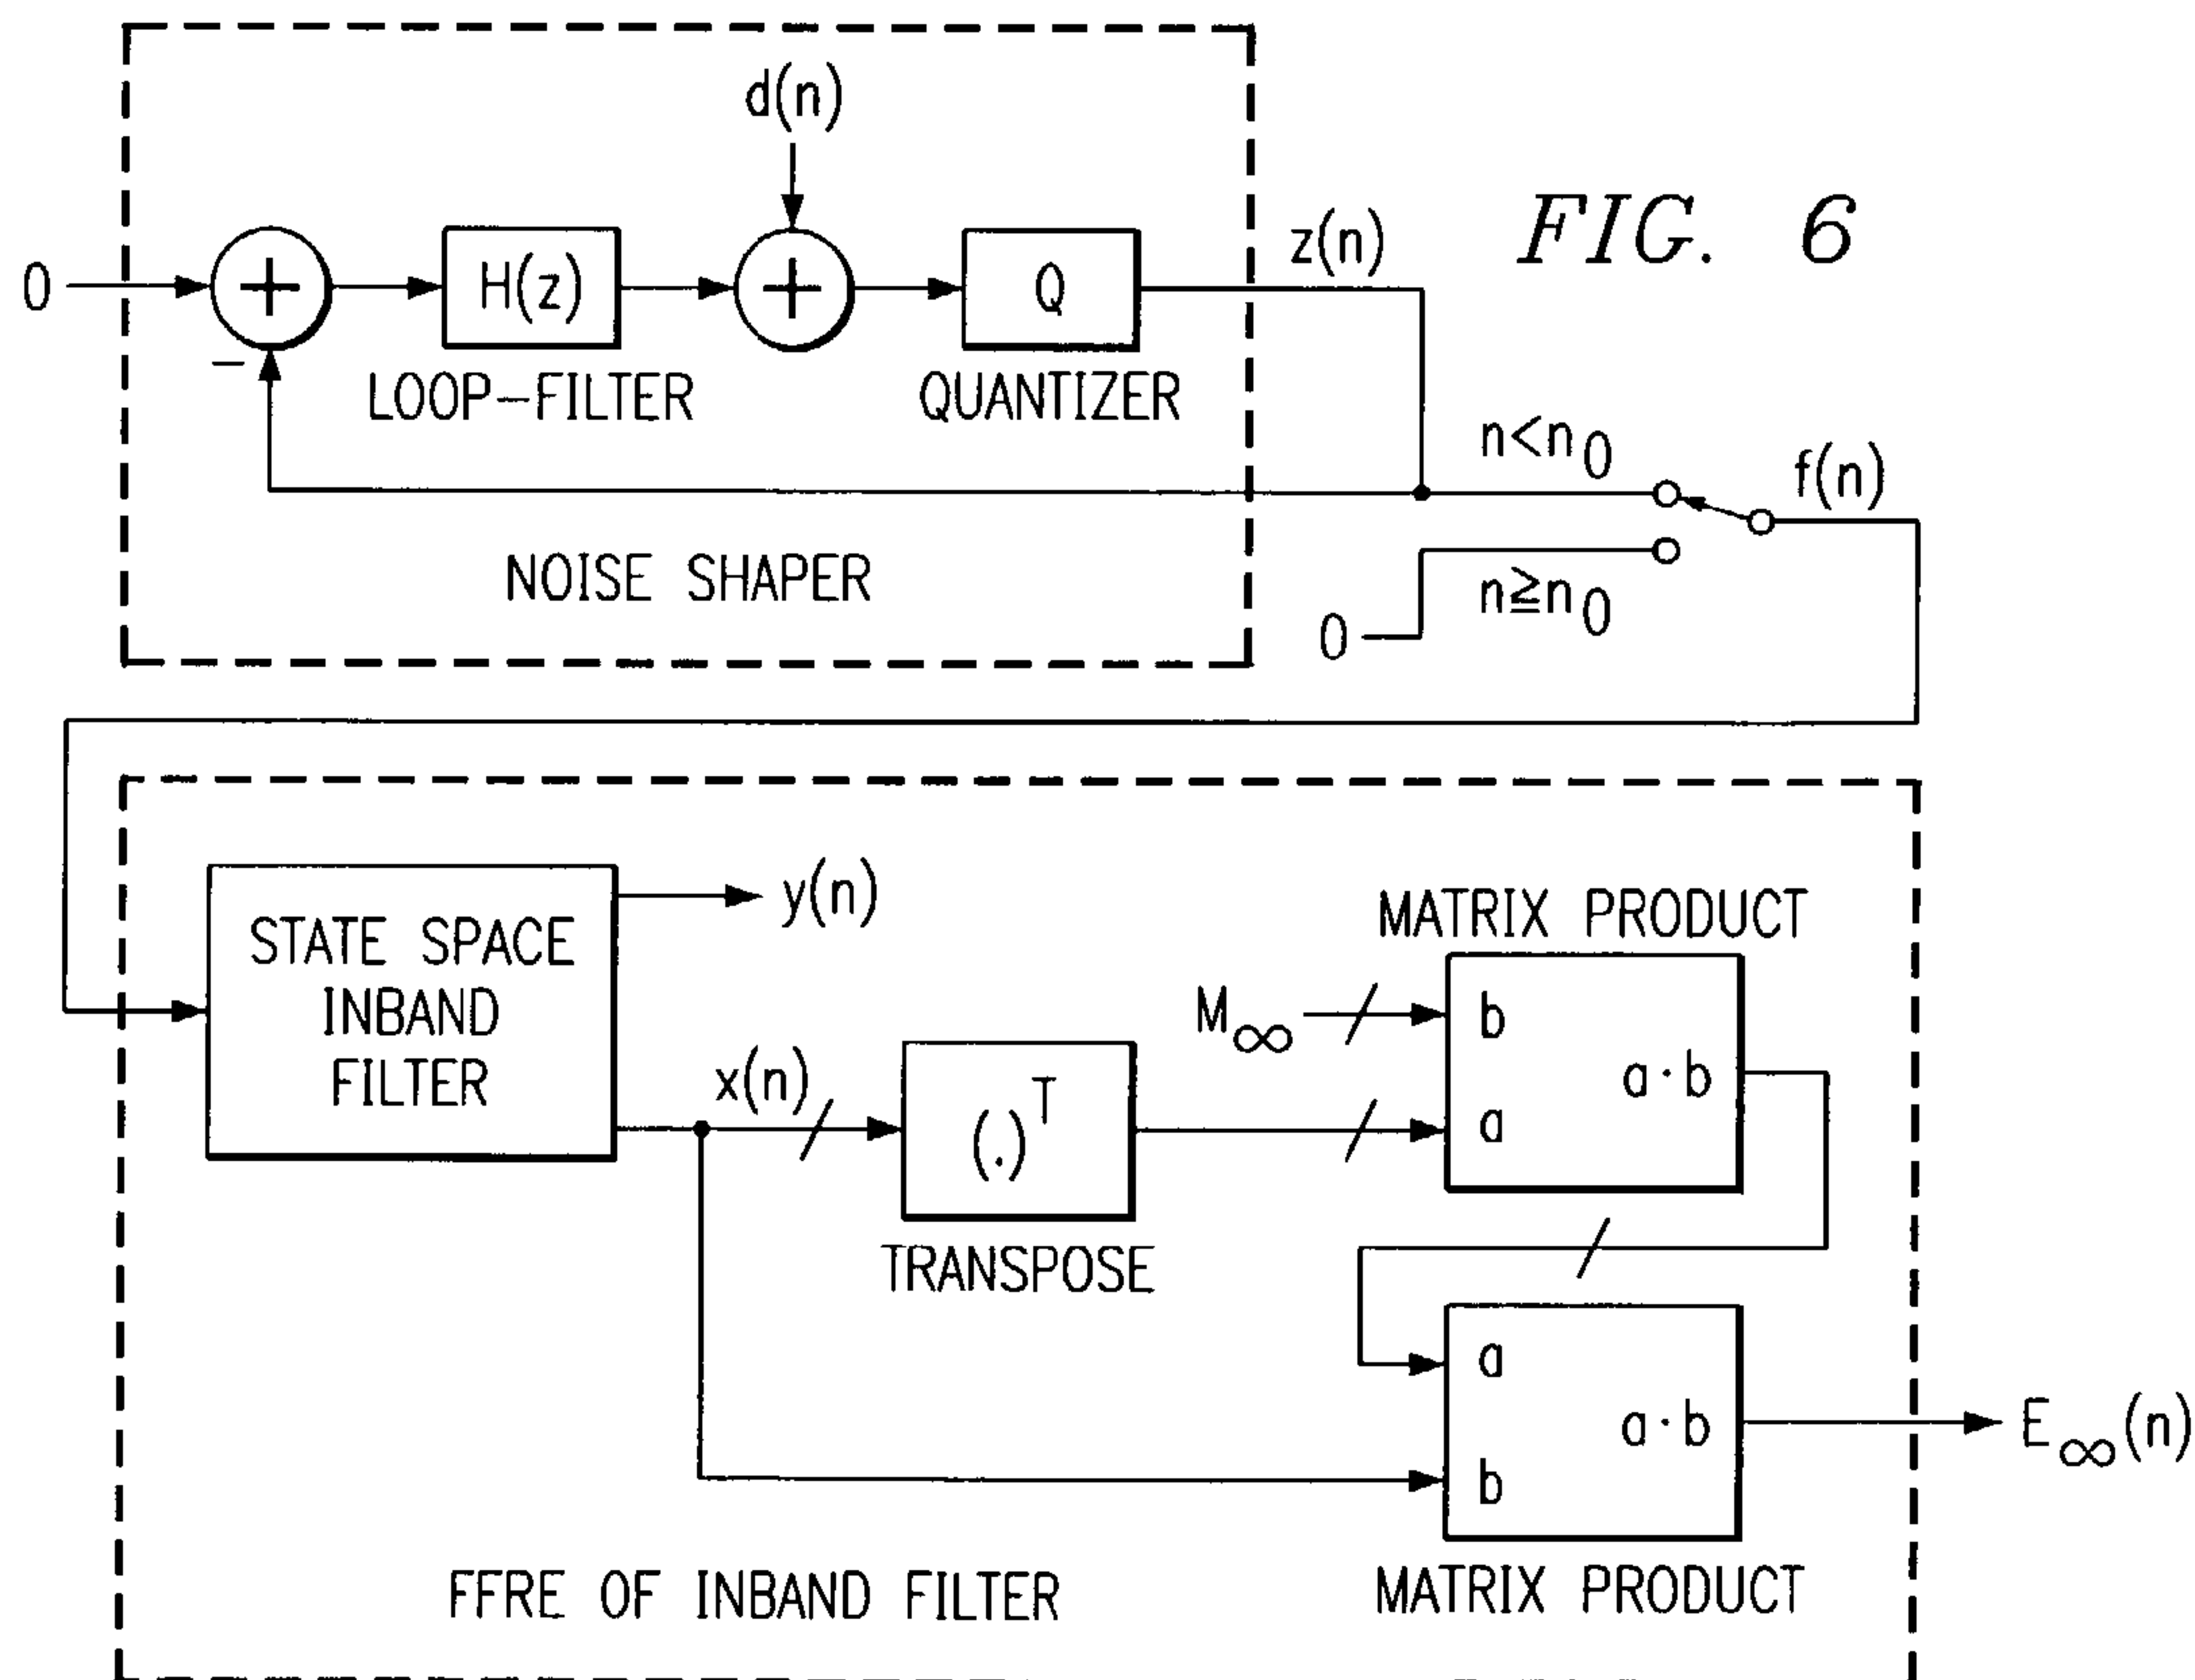 d(n)
FIG. 6
z(n)
0
+
H(z)
+
Q
−
LOOP−FILTER
QUANTIZER
n<n0
f(n)
NOISE SHAPER
n≧n0
0
y(n)
MATRIX PRODUCT
STATE SPACE
INBAND
FILTER
M∞
b
a·b
a
x(n)
(.)T
TRANSPOSE
a
a·b
E∞(n)
b
FFRE OF INBAND FILTER
MATRIX PRODUCT